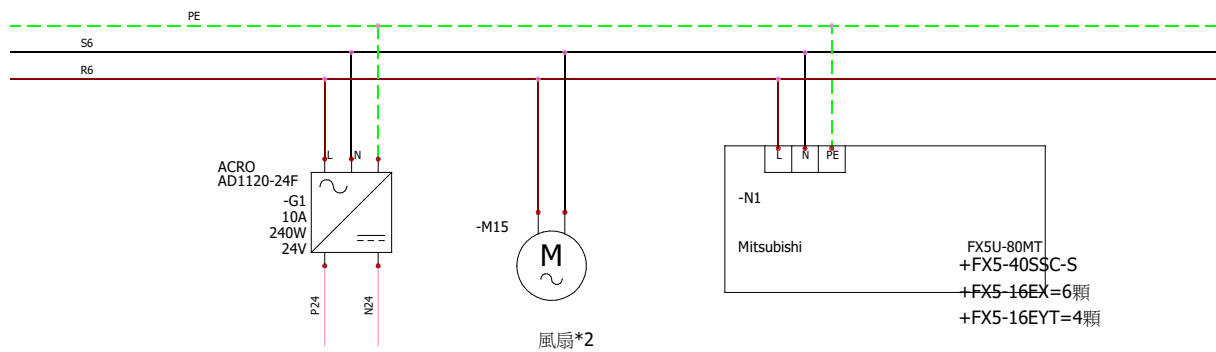 PE
S6
R6
L N
ACRO
AD1120-24F
-G1
10A
240W
24V
P24
N24
-M15
M
風扇*2
L N PE
-N1
Mitsubishi
FX5U-80MT
+FX5-40SSC-S
+FX5-16EX=6顆
+FX5-16EYT=4顆